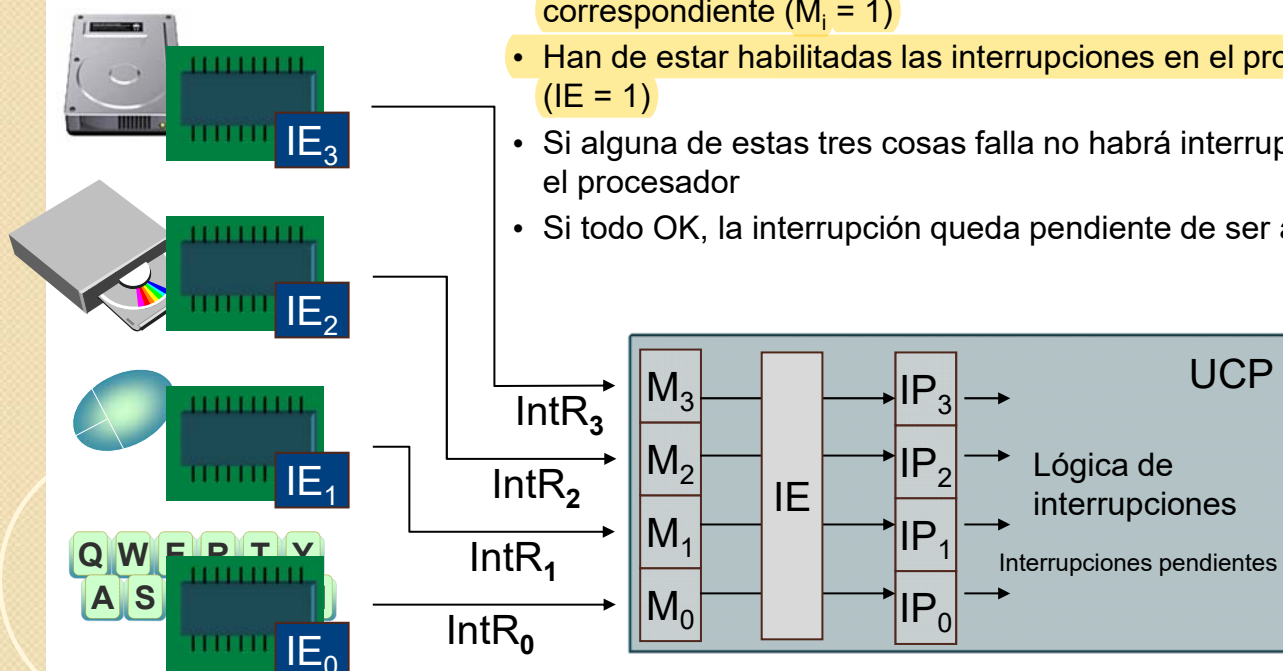 correspondiente (Mi = 1)
• Han de estar habilitadas las interrupciones en el
(IE = 1)
• Si alguna de estas tres cosas falla no habrá
el procesador
• Si todo OK, la interrupción queda pendiente de ser
IE3
IE2
IE1
Q W E R T Y
A S
IE0
IntR3
IntR2
IntR1
IntR0
UCP
M3
M2
M1
M0
IE
IP3
IP2
IP1
IP0
Lógica de
interrupciones
Interrupciones pendientes